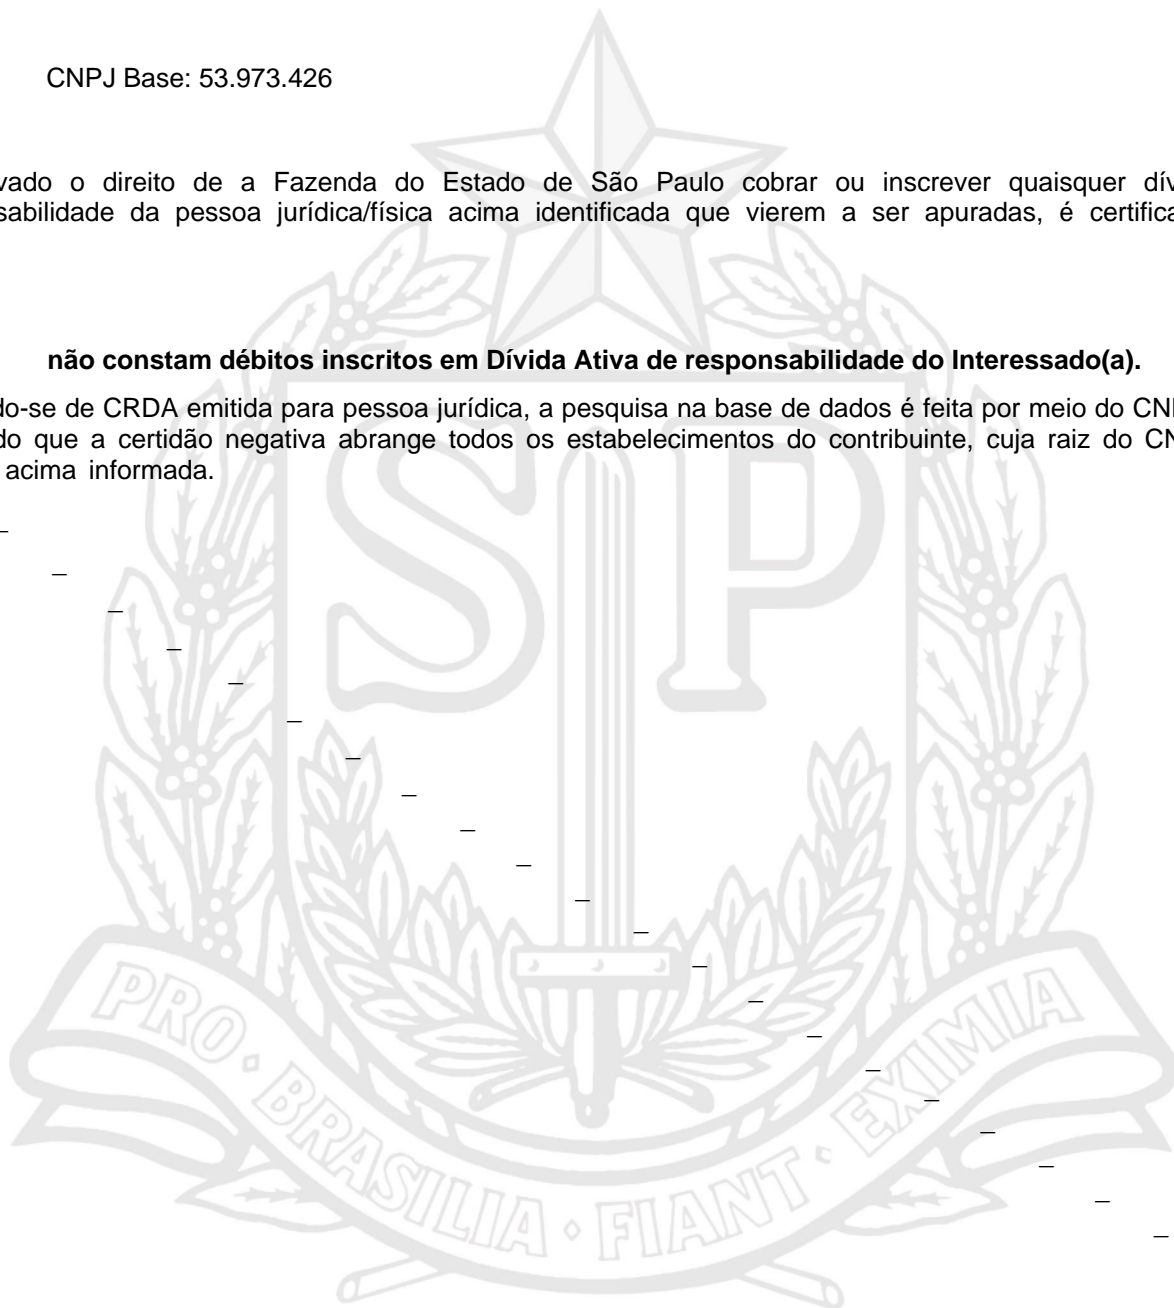 CNPJ Base: 53.973.426
vado o direito de a Fazenda do Estado de São Paulo cobrar ou inscrever quaisquer dív
sabilidade da pessoa jurídica/física acima identificada que vierem a ser apuradas, é certifica
não constam débitos inscritos em Dívida Ativa de responsabilidade do Interessado(a).
do-se de CRDA emitida para pessoa jurídica, a pesquisa na base de dados é feita por meio do CN
do que a certidão negativa abrange todos os estabelecimentos do contribuinte, cuja raiz do CN
acima informada.
SP
PRO • BRASILIA • FIANT • EXIMIA